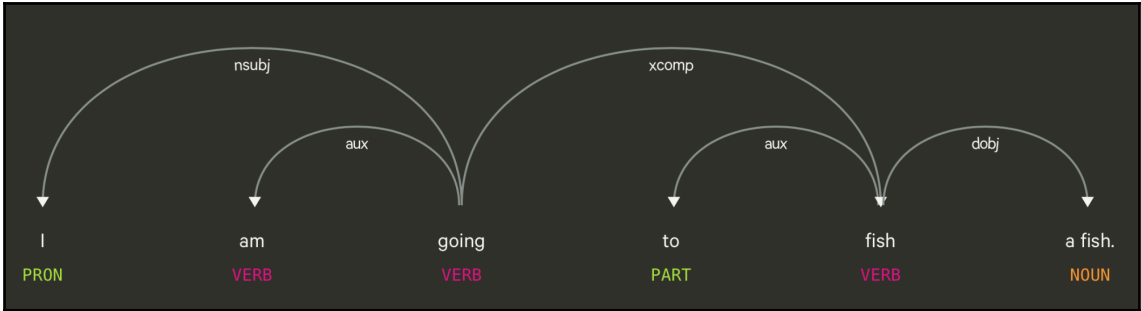 nsubj xcomp
aux aux dobj
I am going to fish a fish.
PRON VERB VERB PART VERB NOUN